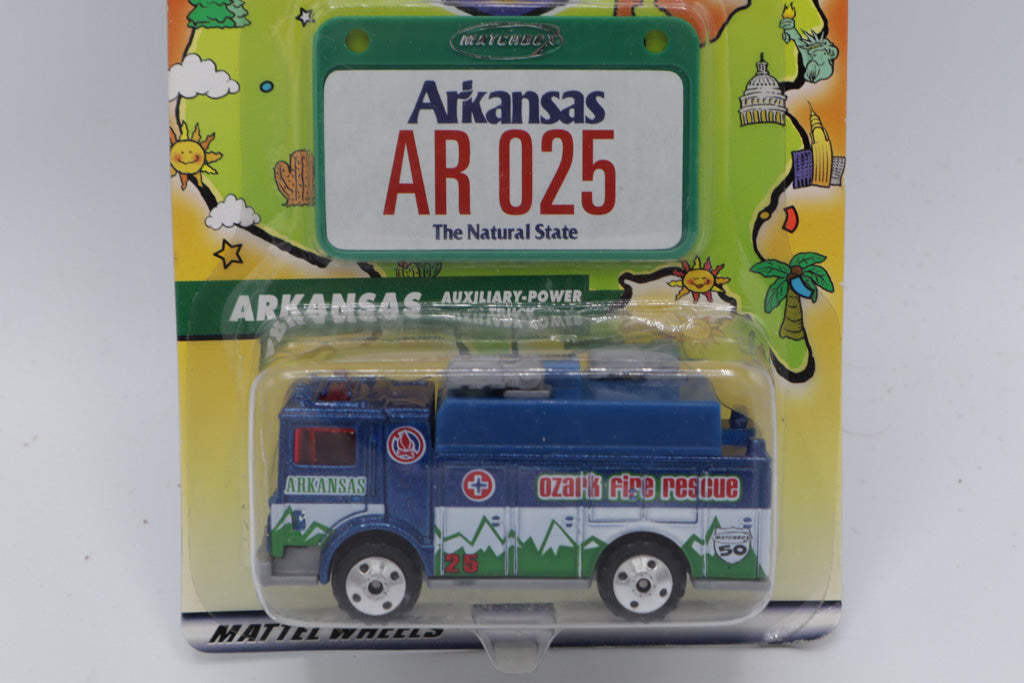 MATCHBOX
Arkansas
AR 025
The Natural State
ARKANSAS AUXILIARY-POWER
TRUCK
ARKANSAS
OZARK FIRE RESCUE
MATCHBOX
50
25
MATTEL WHEELS